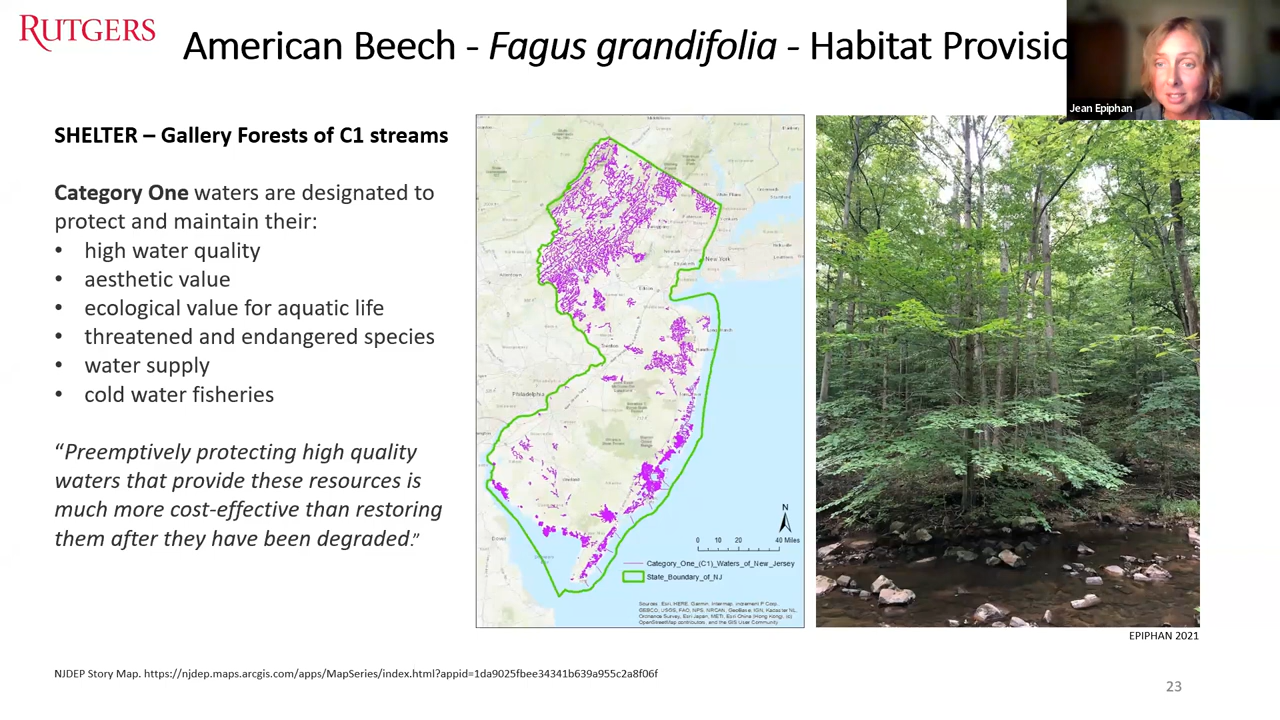 RUTGERS
American Beech - Fagus grandifolia - Habitat Provisio
Jean Epiphan
SHELTER – Gallery Forests of C1 streams
Category One waters are designated to
protect and maintain their:
• high water quality
• aesthetic value
• ecological value for aquatic life
• threatened and endangered species
• water supply
• cold water fisheries
“Preemptively protecting high quality
waters that provide these resources is
much more cost-effective than restoring
them after they have been degraded.”
New York
Philadelphia
N
0 10 20 40 Miles
Category_One_(C1)_Waters_of_New_Jersey
State_Boundary_of_NJ
EPIPHAN 2021
NJDEP Story Map. https://njdep.maps.arcgis.com/apps/MapSeries/index.html?appid=1da9025fbee34341b639a955c2a8f06f
23